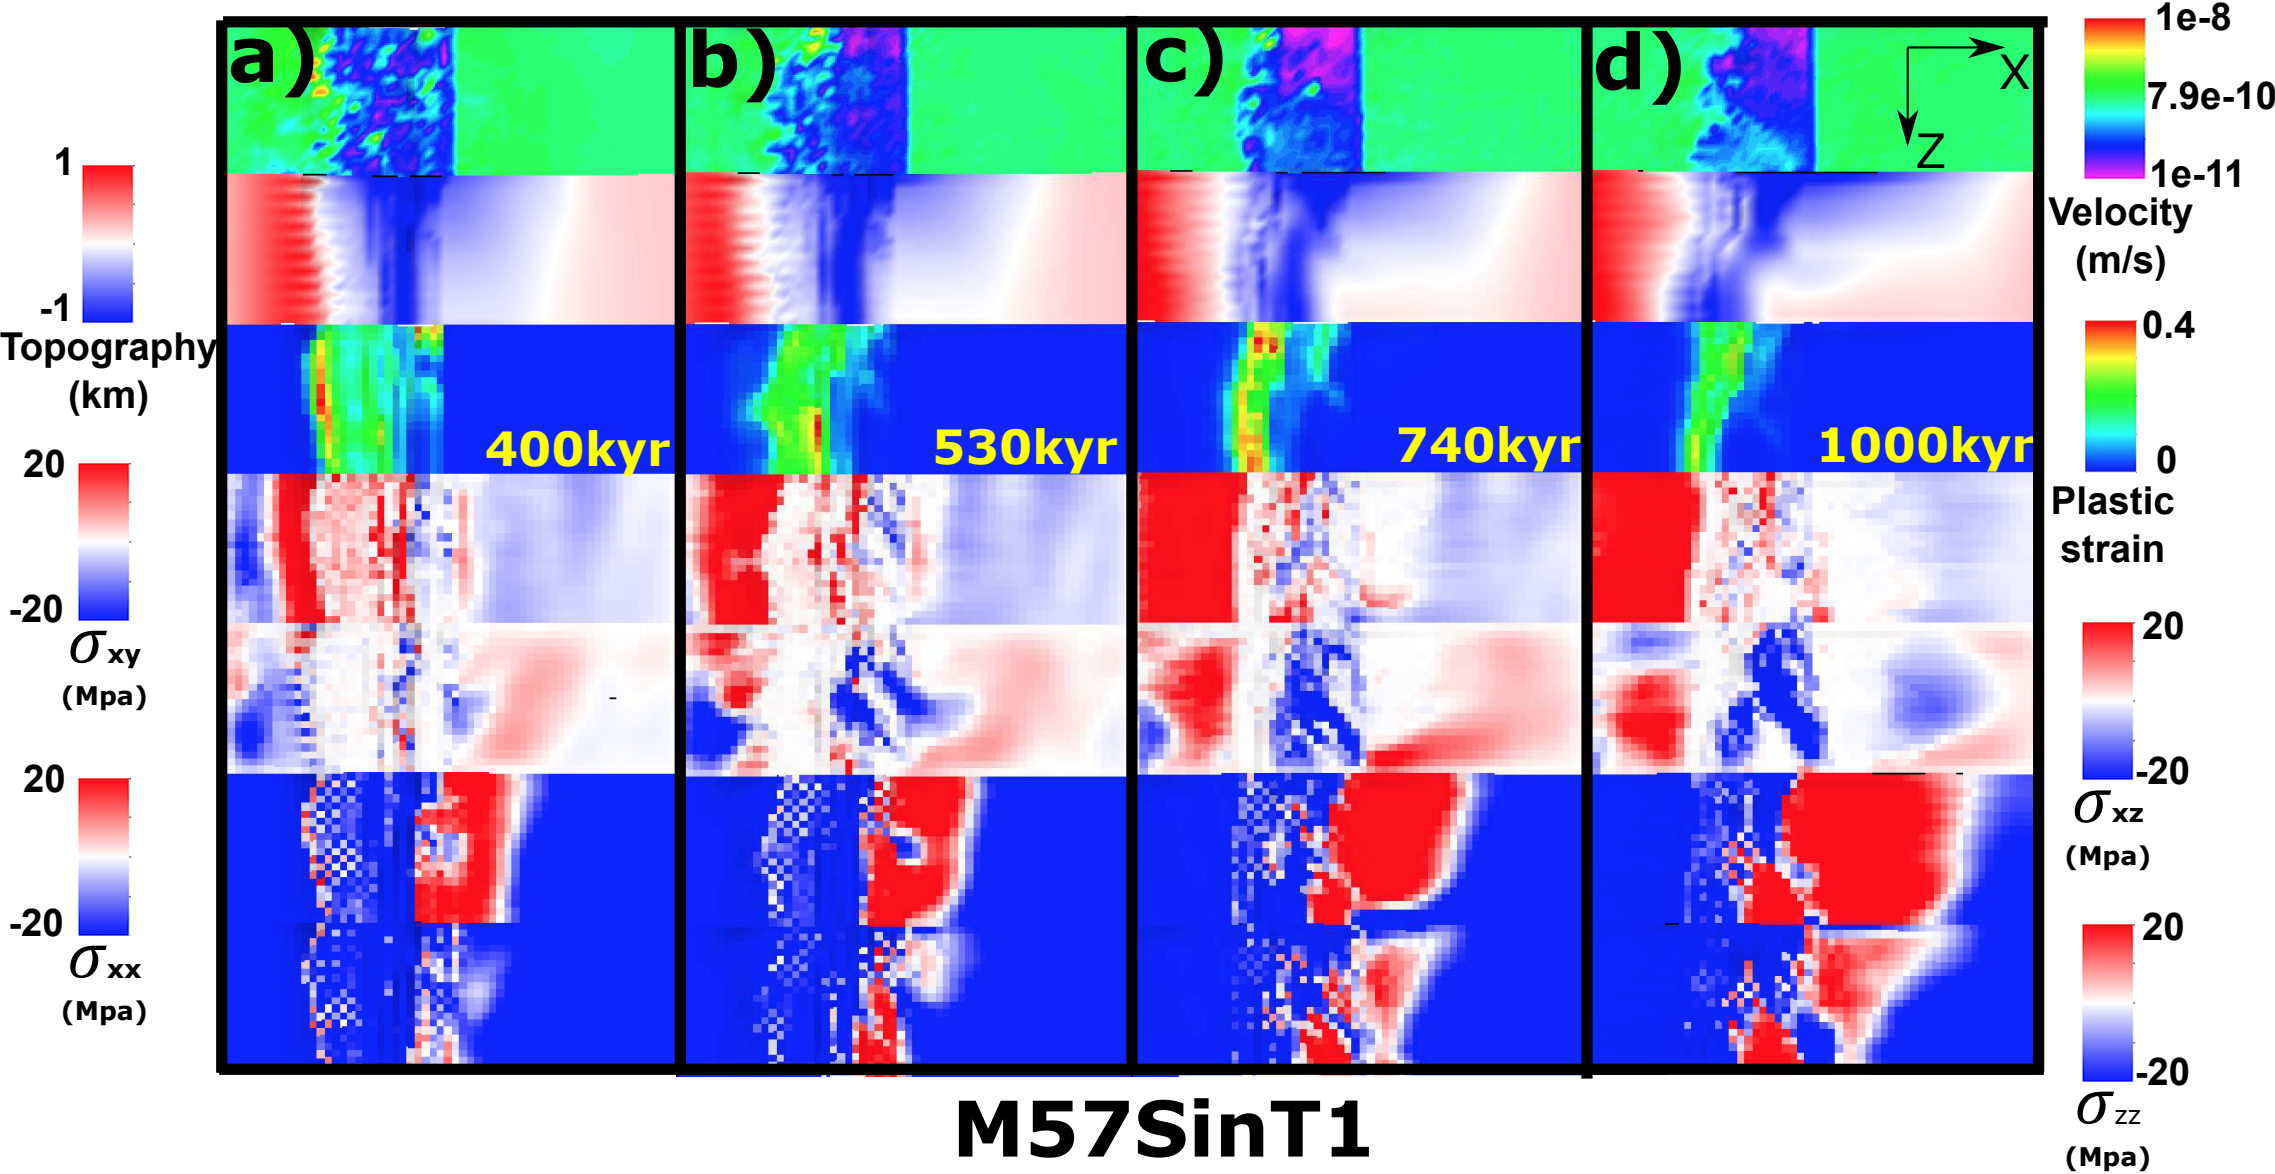 a)
b)
c)
d)
X
Z
1e-8
7.9e-10
1e-11
Velocity
(m/s)
1
-1
Topography
(km)
400kyr
530kyr
740kyr
1000kyr
0.4
0
Plastic
strain
20
-20
σxy
(Mpa)
20
-20
σxz
(Mpa)
20
-20
σxx
(Mpa)
20
-20
σzz
(Mpa)
M57SinT1